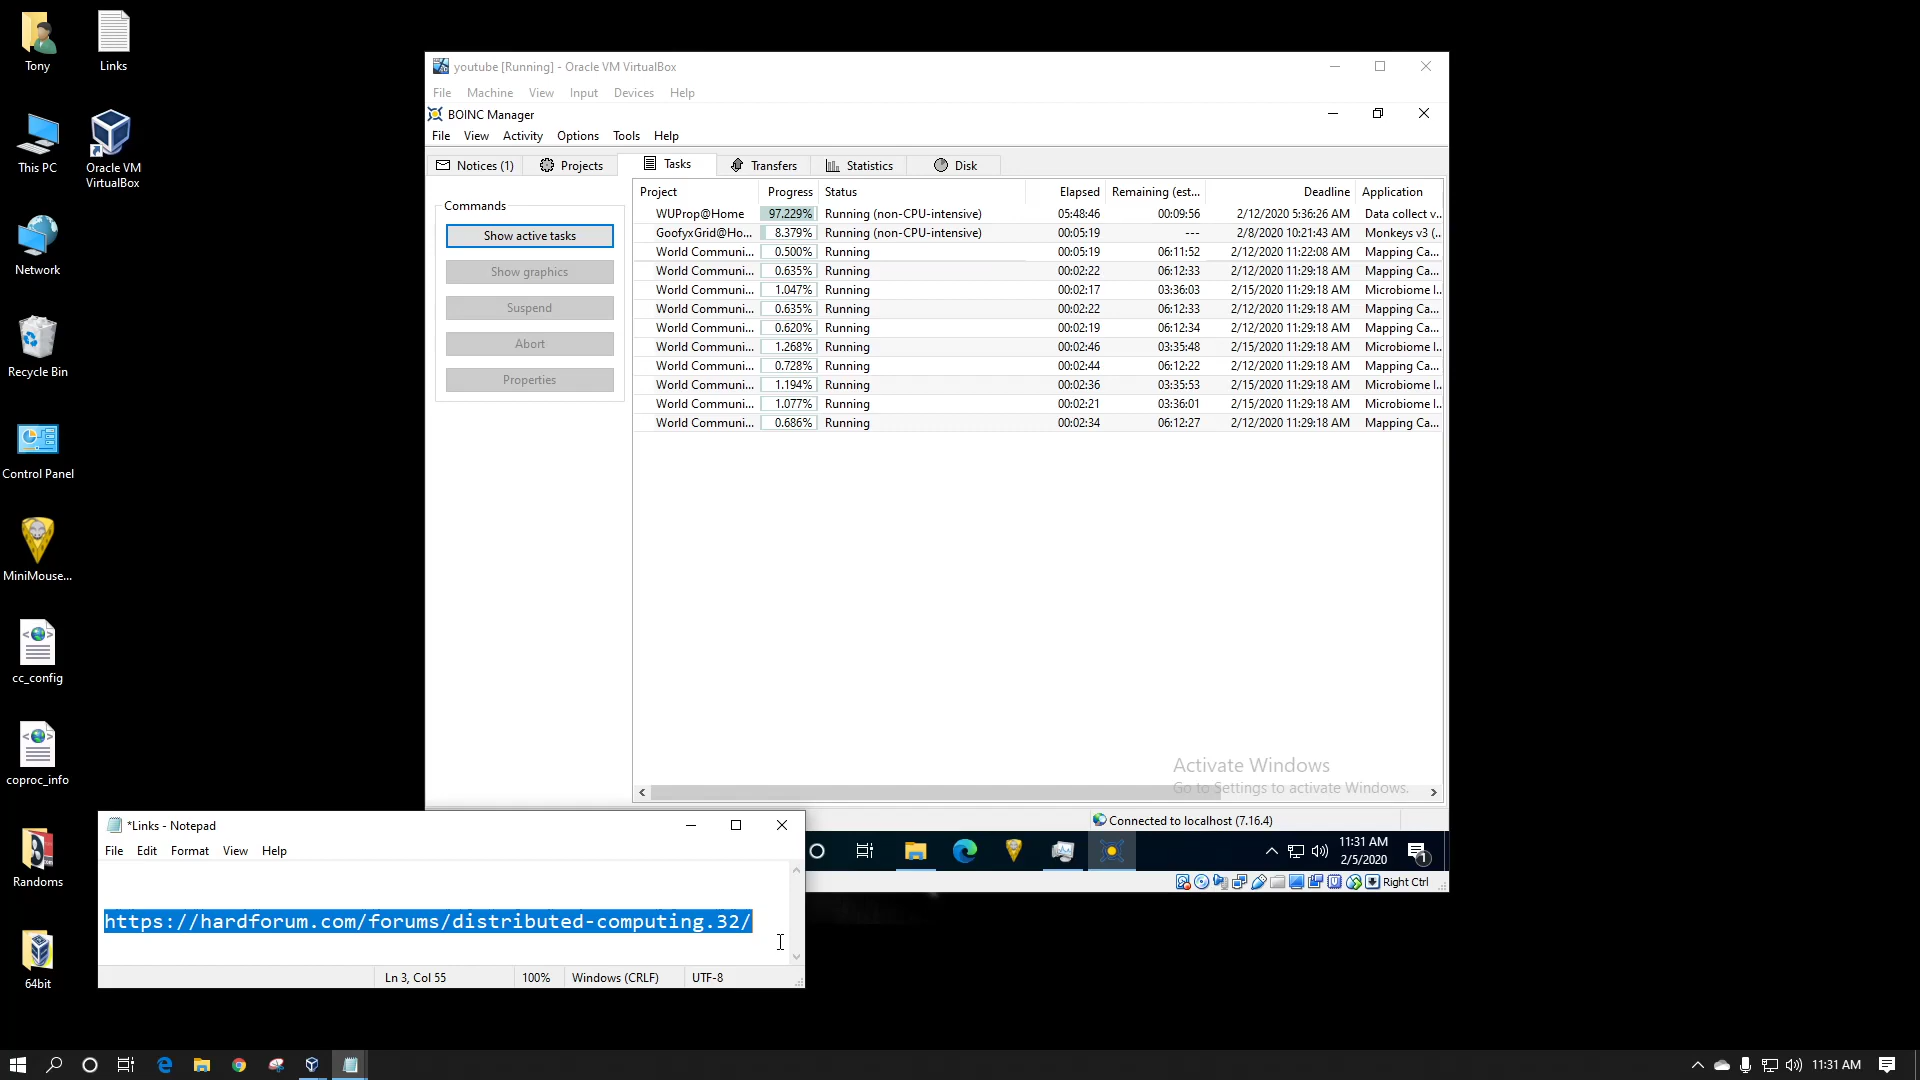 Tony
Links
This PC
Oracle VM
VirtualBox
Network
Recycle Bin
Control Panel
MiniMouse...
cc_config
coproc_info
Randoms
64bit
youtube [Running] - Oracle VM VirtualBox
File Machine View Input Devices Help
BOINC Manager
File View Activity Options Tools Help
Notices (1) Projects Tasks Transfers Statistics Disk
Commands
Show active tasks
Show graphics
Suspend
Abort
Properties
Project Progress Status Elapsed Remaining (est... Deadline Application
WUProp@Home 97.229% Running (non-CPU-intensive) 05:48:46 00:09:56 2/12/2020 5:36:26 AM Data collect v...
GoofyxGrid@Ho... 8.379% Running (non-CPU-intensive) 00:05:19 --- 2/8/2020 10:21:43 AM Monkeys v3 (...
World Communi... 0.500% Running 00:05:19 06:11:52 2/12/2020 11:22:08 AM Mapping Ca...
World Communi... 0.635% Running 00:02:22 06:12:33 2/12/2020 11:29:18 AM Mapping Ca...
World Communi... 1.047% Running 00:02:17 03:36:03 2/15/2020 11:29:18 AM Microbiome I...
World Communi... 0.635% Running 00:02:22 06:12:33 2/12/2020 11:29:18 AM Mapping Ca...
World Communi... 0.620% Running 00:02:19 06:12:34 2/12/2020 11:29:18 AM Mapping Ca...
World Communi... 1.268% Running 00:02:46 03:35:48 2/15/2020 11:29:18 AM Microbiome I...
World Communi... 0.728% Running 00:02:44 06:12:22 2/12/2020 11:29:18 AM Mapping Ca...
World Communi... 1.194% Running 00:02:36 03:35:53 2/15/2020 11:29:18 AM Microbiome I...
World Communi... 1.077% Running 00:02:21 03:36:01 2/15/2020 11:29:18 AM Microbiome I...
World Communi... 0.686% Running 00:02:34 06:12:27 2/12/2020 11:29:18 AM Mapping Ca...
Activate Windows
Go to Settings to activate Windows.
Connected to localhost (7.16.4)
11:31 AM
2/5/2020
1
Right Ctrl
*Links - Notepad
File Edit Format View Help
https://hardforum.com/forums/distributed-computing.32/
Ln 3, Col 55 100% Windows (CRLF) UTF-8
11:31 AM